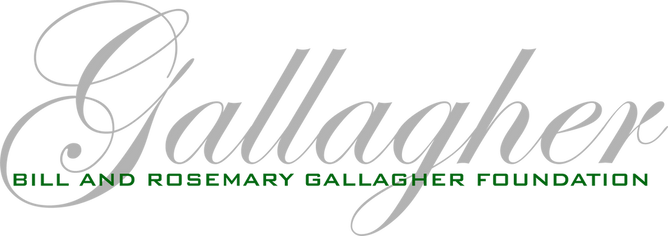 Gallagher
BILL AND ROSEMARY GALLAGHER FOUNDATION